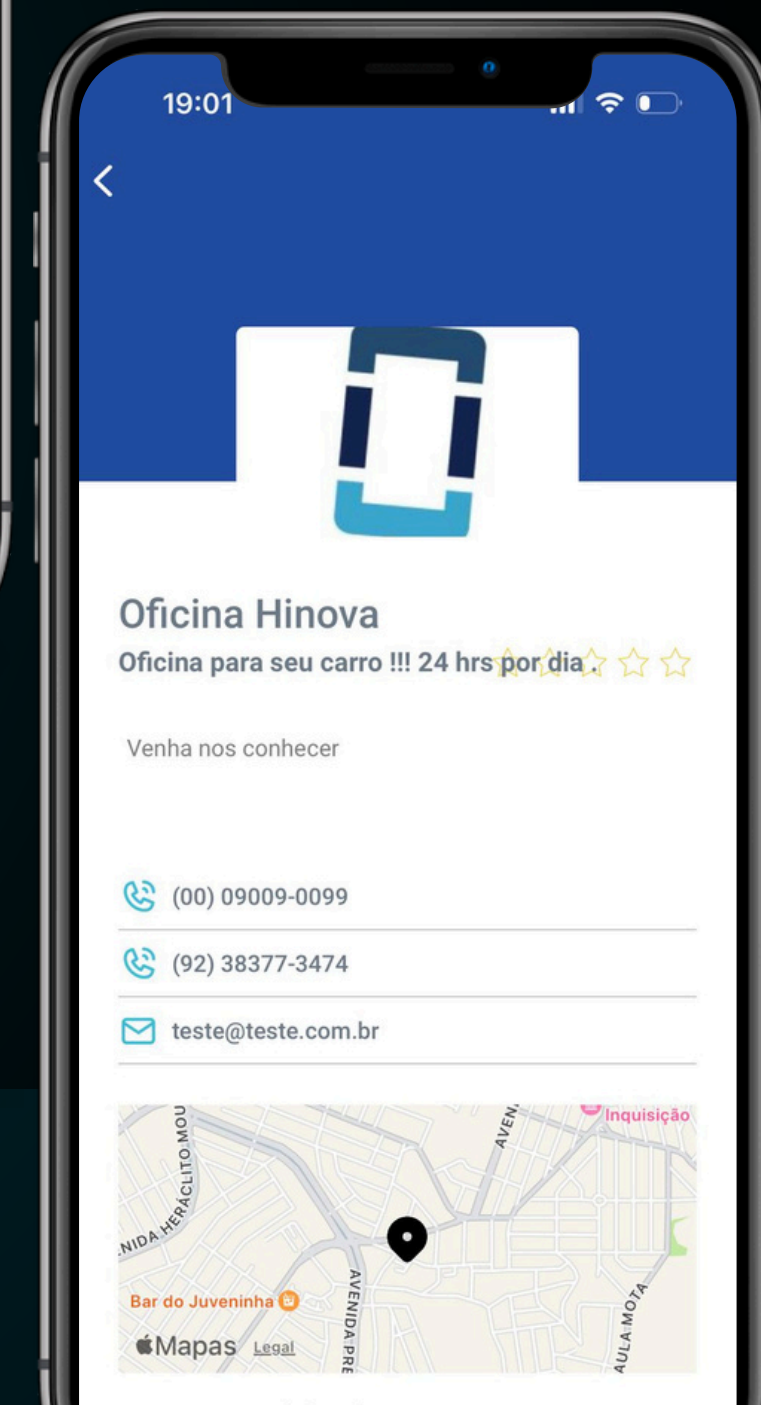 19:01
Oficina Hinova
Oficina para seu carro !!! 24 hrs por dia .
Venha nos conhecer
(00) 09009-0099
(92) 38377-3474
teste@teste.com.br
Inquisição
AVEN
NIDA HERÁCLITO MOU
Bar do Juveninha
AVENIDA PRE
AULA MOTA
Mapas Legal